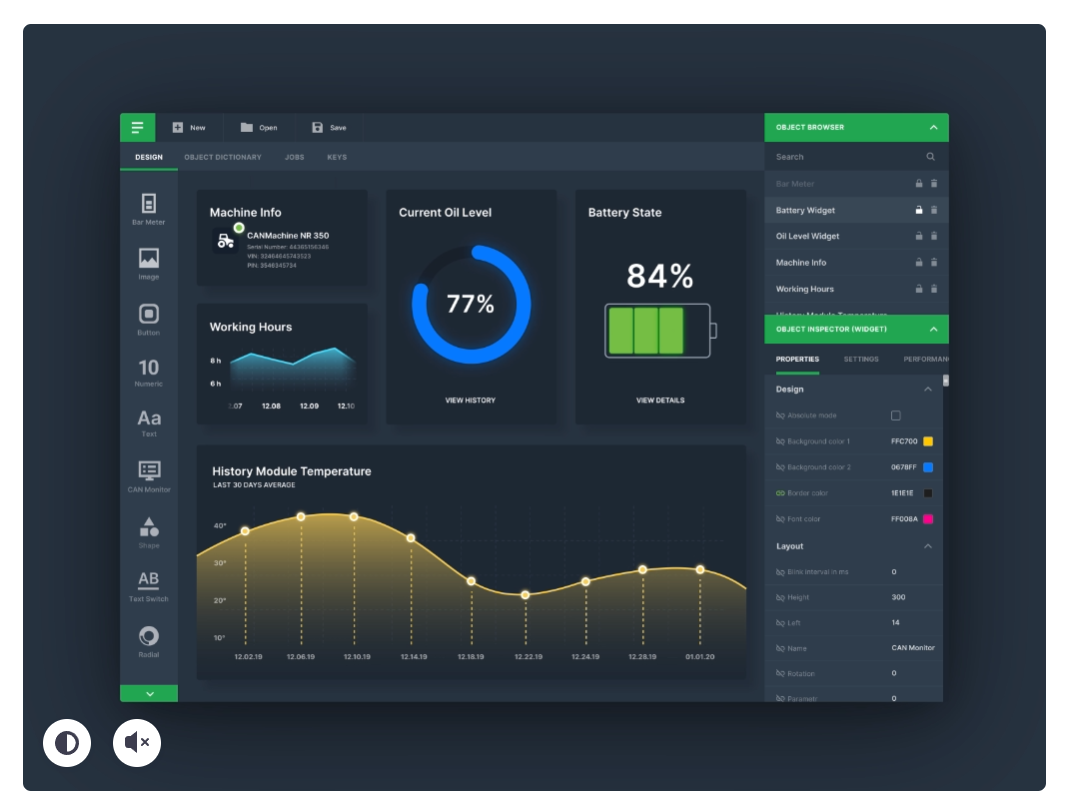 New
Open
Save
DESIGN
OBJECT DICTIONARY
JOBS
KEYS
Bar Meter
Image
Button
10
Numeric
Aa
Text
CAN Monitor
Shape
AB
Text Switch
Radial
Machine Info
CANMachine NR 350
Serial Number: 44365156346
VIN: 32464645743523
PIN: 3546345734
Working Hours
8 h
6 h
12.08
12.09
12.10
Current Oil Level
77%
VIEW HISTORY
Battery State
84%
VIEW DETAILS
History Module Temperature
LAST 30 DAYS AVERAGE
40°
30°
20°
10°
12.02.19
12.06.19
12.10.19
12.14.19
12.18.19
12.22.19
12.24.19
12.28.19
01.01.20
OBJECT BROWSER
Search
Bar Meter
Battery Widget
Oil Level Widget
Machine Info
Working Hours
History Module Temperature
OBJECT INSPECTOR (WIDGET)
PROPERTIES
SETTINGS
PERFORMAN
Design
Absolute mode
Background color 1
FFC700
Background color 2
0678FF
Border color
1E1E1E
Font color
FF008A
Layout
Blink interval in ms
0
Height
300
Left
14
Name
CAN Monitor
Rotation
0
Parametr
0